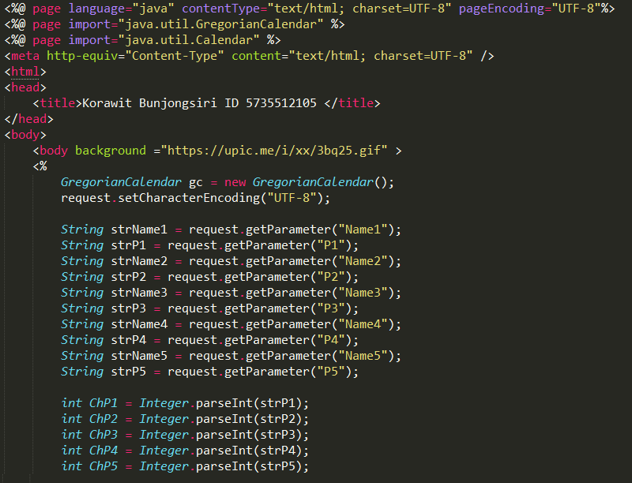 <%@ page language="java" contentType="text/html; charset=UTF-8" pageEncoding="UTF-8"%>
<%@ page import="java.util.GregorianCalendar" %>
<%@ page import="java.util.Calendar" %>
<meta http-equiv="Content-Type" content="text/html; charset=UTF-8" />
<html>
<head>
    <title>Korawit Bunjongsiri ID 5735512105 </title>
</head>
<body>
    <body background ="https://upic.me/i/xx/3bq25.gif" >
    <%
        GregorianCalendar gc = new GregorianCalendar();
        request.setCharacterEncoding("UTF-8");

        String strName1 = request.getParameter("Name1");
        String strP1 = request.getParameter("P1");
        String strName2 = request.getParameter("Name2");
        String strP2 = request.getParameter("P2");
        String strName3 = request.getParameter("Name3");
        String strP3 = request.getParameter("P3");
        String strName4 = request.getParameter("Name4");
        String strP4 = request.getParameter("P4");
        String strName5 = request.getParameter("Name5");
        String strP5 = request.getParameter("P5");

        int ChP1 = Integer.parseInt(strP1);
        int ChP2 = Integer.parseInt(strP2);
        int ChP3 = Integer.parseInt(strP3);
        int ChP4 = Integer.parseInt(strP4);
        int ChP5 = Integer.parseInt(strP5);